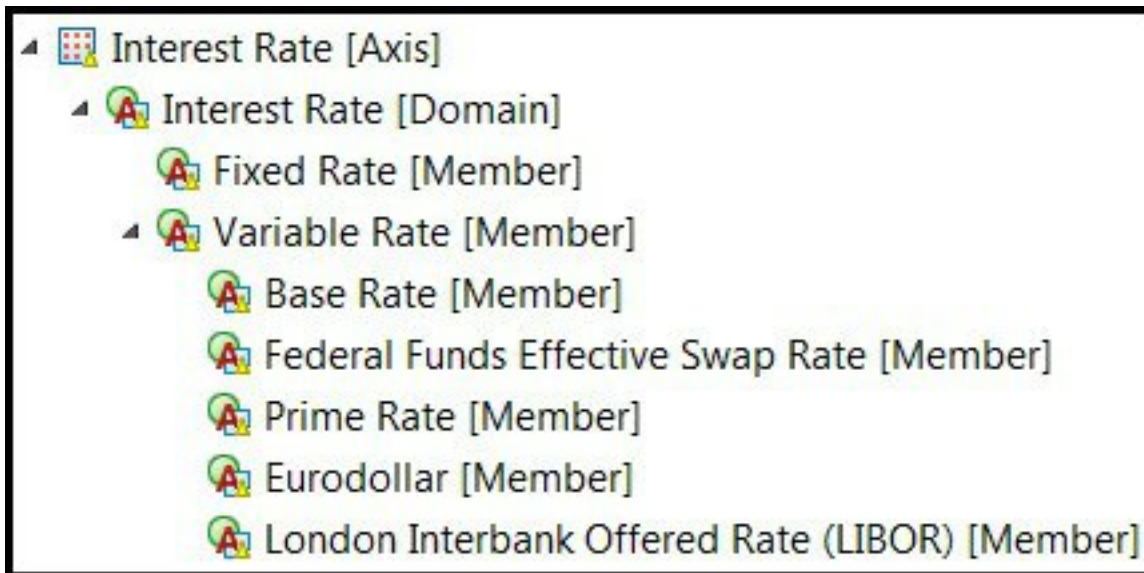 Interest Rate [Axis]
Interest Rate [Domain]
Fixed Rate [Member]
Variable Rate [Member]
Base Rate [Member]
Federal Funds Effective Swap Rate [Member]
Prime Rate [Member]
Eurodollar [Member]
London Interbank Offered Rate (LIBOR) [Member]